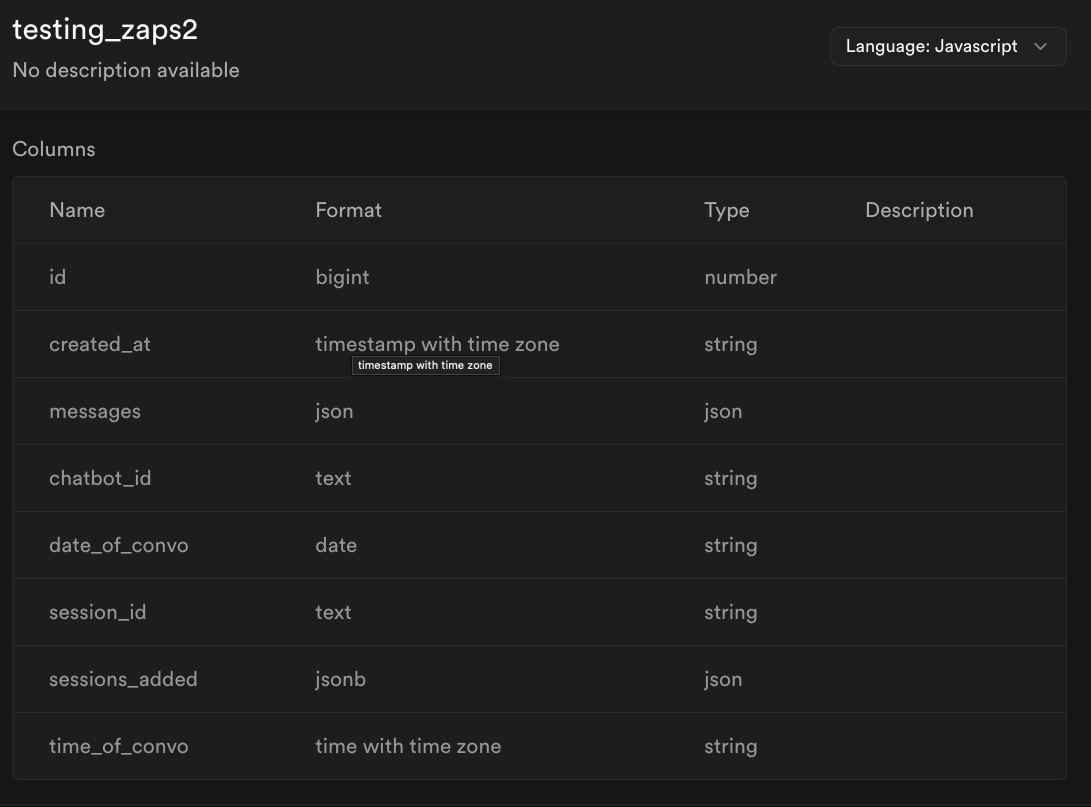 testing_zaps2
No description available
Language: Javascript
Columns
Name Format Type Description
id bigint number
created_at timestamp with time zone string
timestamp with time zone
messages json json
chatbot_id text string
date_of_convo date string
session_id text string
sessions_added jsonb json
time_of_convo time with time zone string